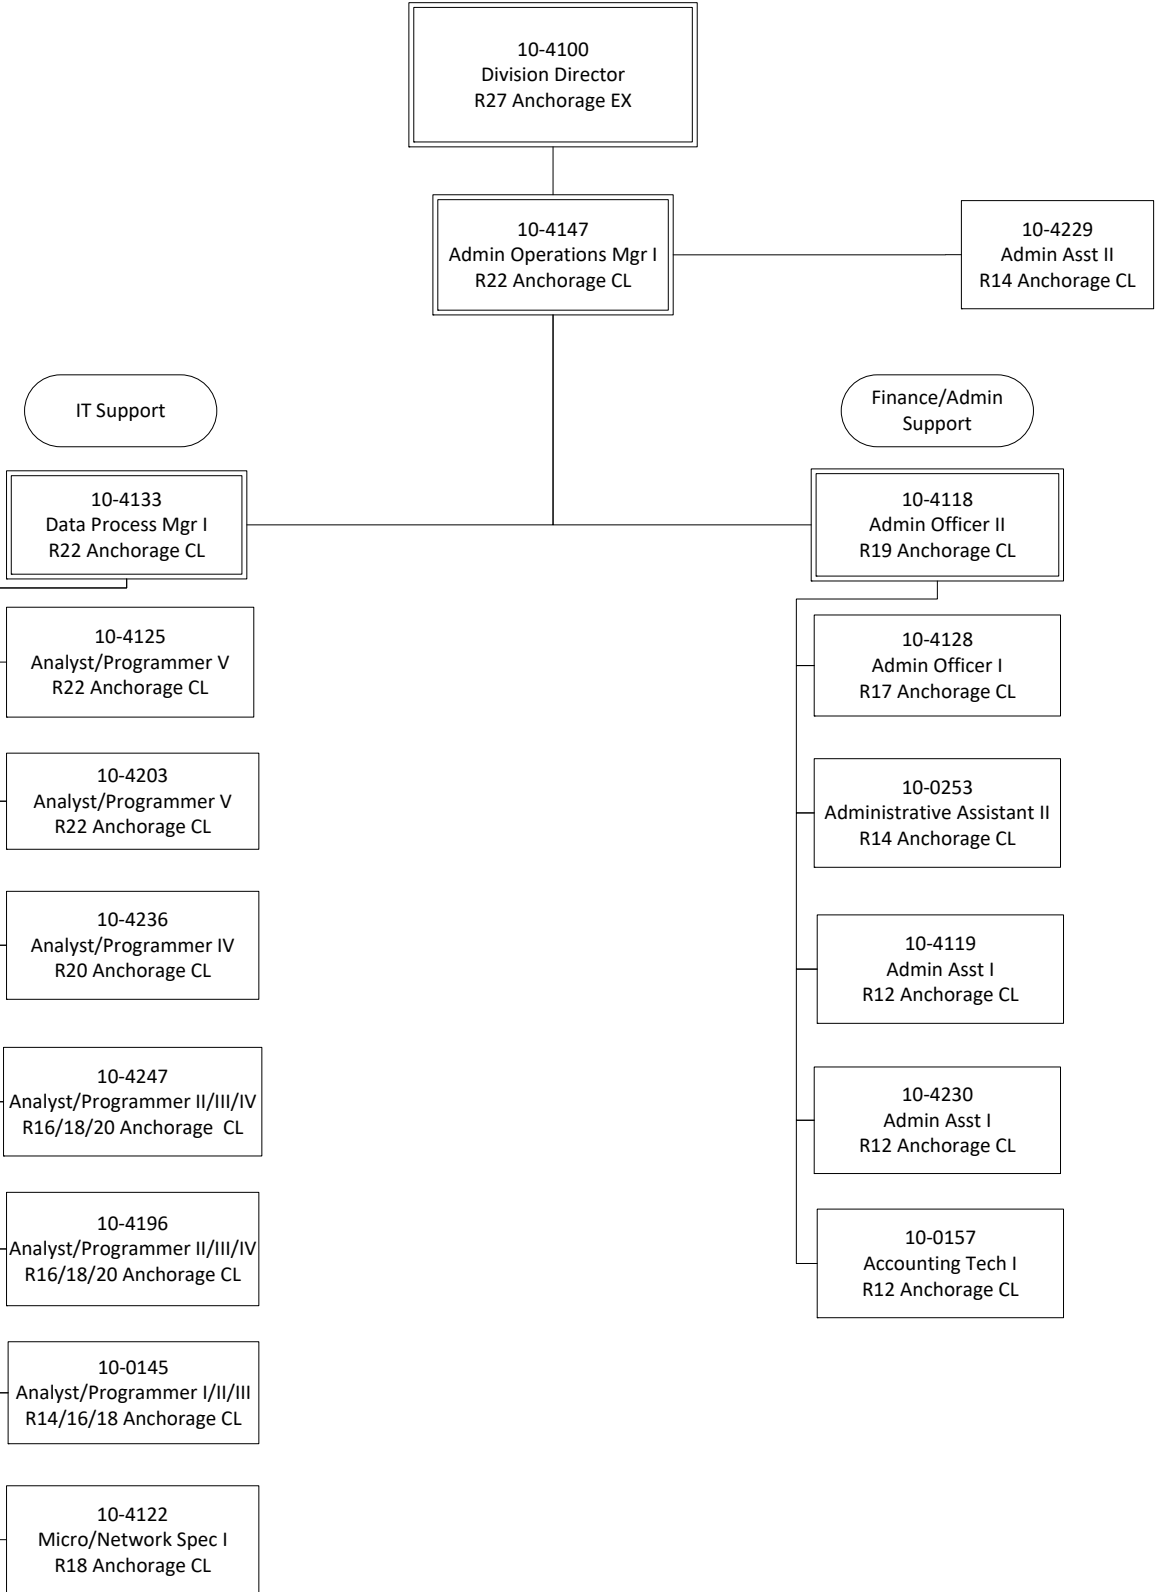 10-4100
Division Director
R27 Anchorage EX
10-4147
Admin Operations Mgr I
R22 Anchorage CL
10-4229
Admin Asst II
R14 Anchorage CL
IT Support
Finance/Admin
Support
10-4133
Data Process Mgr I
R22 Anchorage CL
10-4118
Admin Officer II
R19 Anchorage CL
10-4125
Analyst/Programmer V
R22 Anchorage CL
10-4203
Analyst/Programmer V
R22 Anchorage CL
10-4236
Analyst/Programmer IV
R20 Anchorage CL
10-4247
Analyst/Programmer II/III/IV
R16/18/20 Anchorage  CL
10-4196
Analyst/Programmer II/III/IV
R16/18/20 Anchorage CL
10-0145
Analyst/Programmer I/II/III
R14/16/18 Anchorage CL
10-4122
Micro/Network Spec I
R18 Anchorage CL
10-4128
Admin Officer I
R17 Anchorage CL
10-0253
Administrative Assistant II
R14 Anchorage CL
10-4119
Admin Asst I
R12 Anchorage CL
10-4230
Admin Asst I
R12 Anchorage CL
10-0157
Accounting Tech I
R12 Anchorage CL